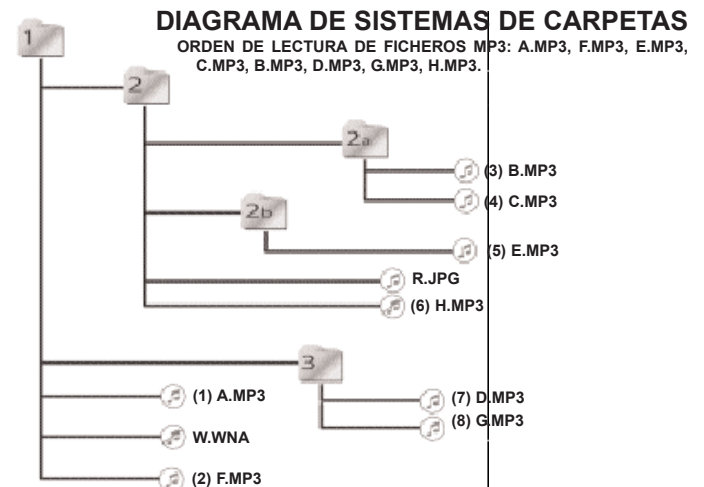 DIAGRAMA DE SISTEMAS DE CARPETAS
ORDEN DE LECTURA DE FICHEROS MP3: A.MP3, F.MP3, E.MP3,
C.MP3, B.MP3, D.MP3, G.MP3, H.MP3.
1
2
2a
(3) B.MP3
(4) C.MP3
2b
(5) E.MP3
R.JPG
(6) H.MP3
3
(1) A.MP3
(7) D.MP3
(8) G.MP3
W.WNA
(2) F.MP3